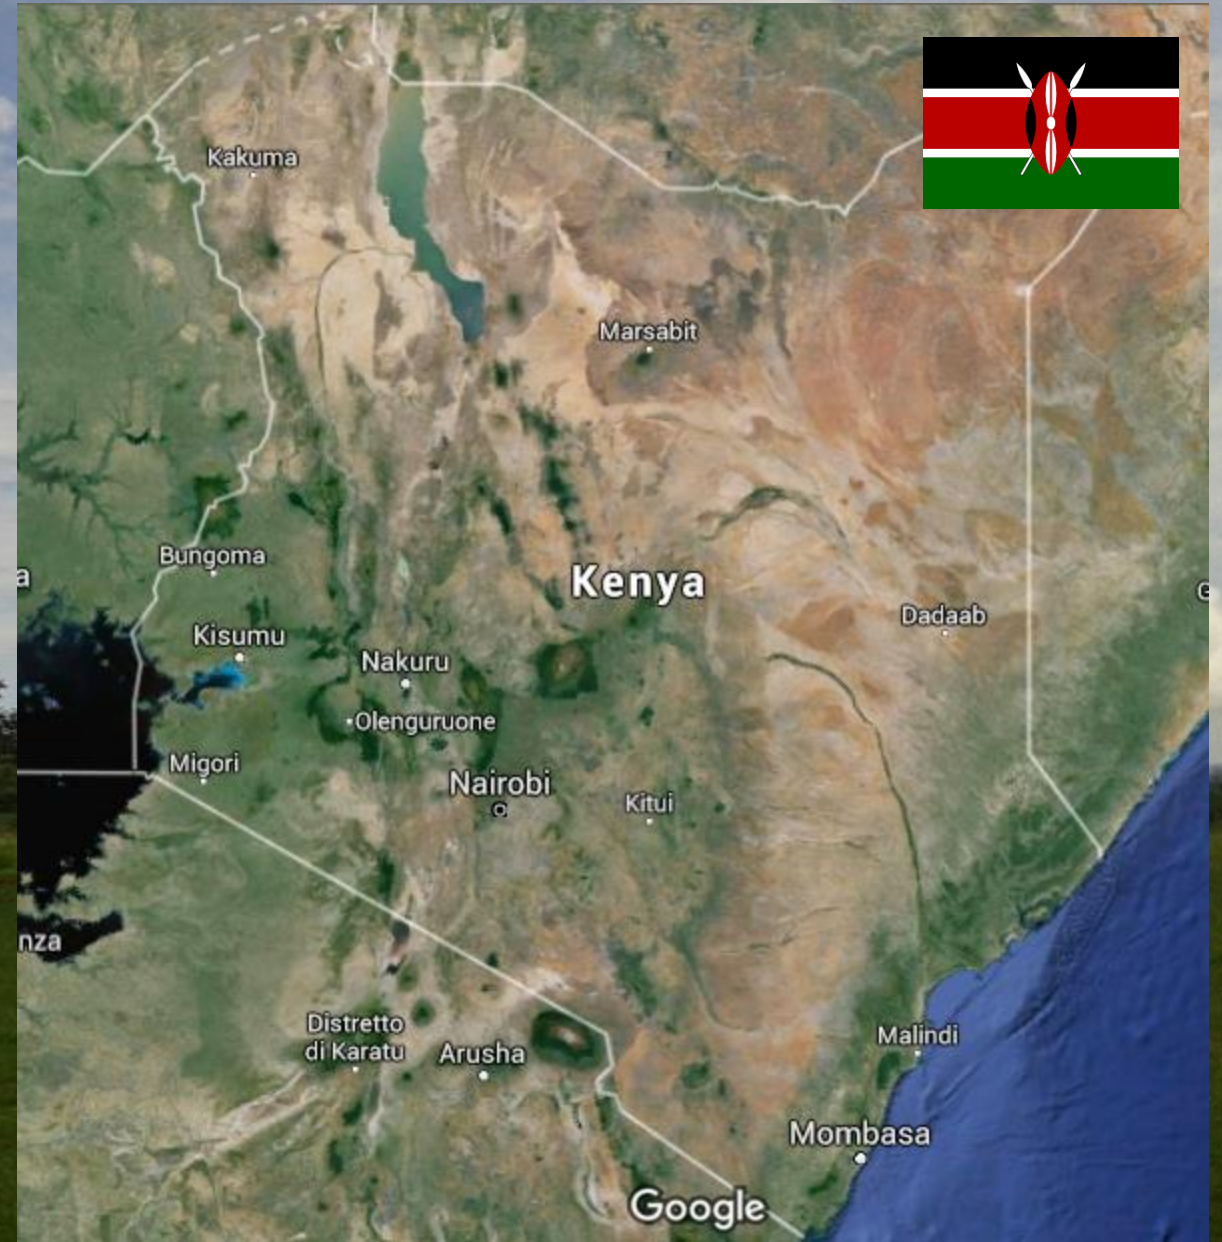 Kakuma
Marsabit
Bungoma
a
Kenya
G
Kisumu
Dadaab
Nakuru
Olenguruone
Migori
Nairobi
Kitui
nza
Distretto
di Karatu
Arusha
Malindi
Mombasa
Google